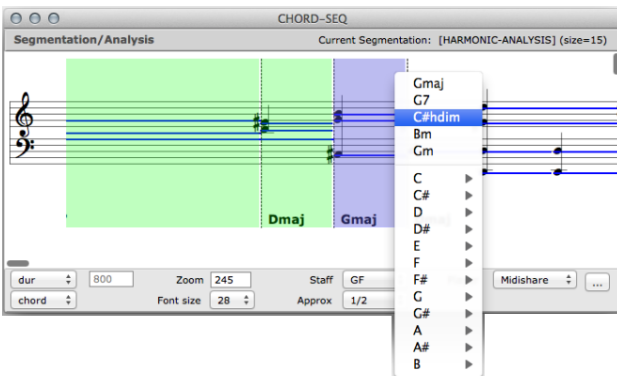 CHORD-SEQ
Segmentation/Analysis Current Segmentation: [HARMONIC-ANALYSIS] (size=15)
Gmaj
G7
C#hdim
Bm
Gm
C
C#
D
D#
E
F
F#
G
G#
A
A#
B
Dmaj Gmaj
dur 800 Zoom 245 Staff GF Midishare ...
chord Font size 28 Approx 1/2